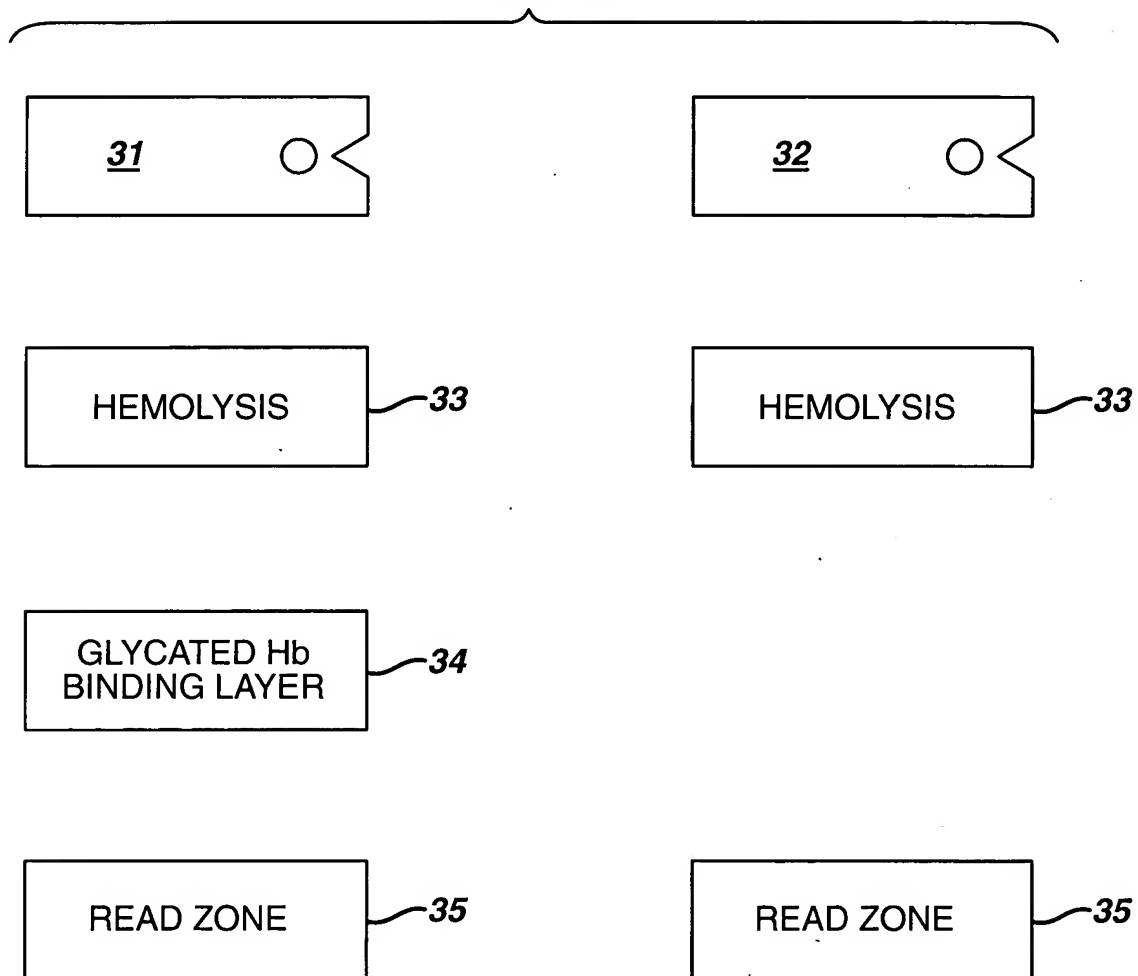 31
32
HEMOLYSIS
33
HEMOLYSIS
33
GLYCATED Hb
BINDING LAYER
34
READ ZONE
35
READ ZONE
35